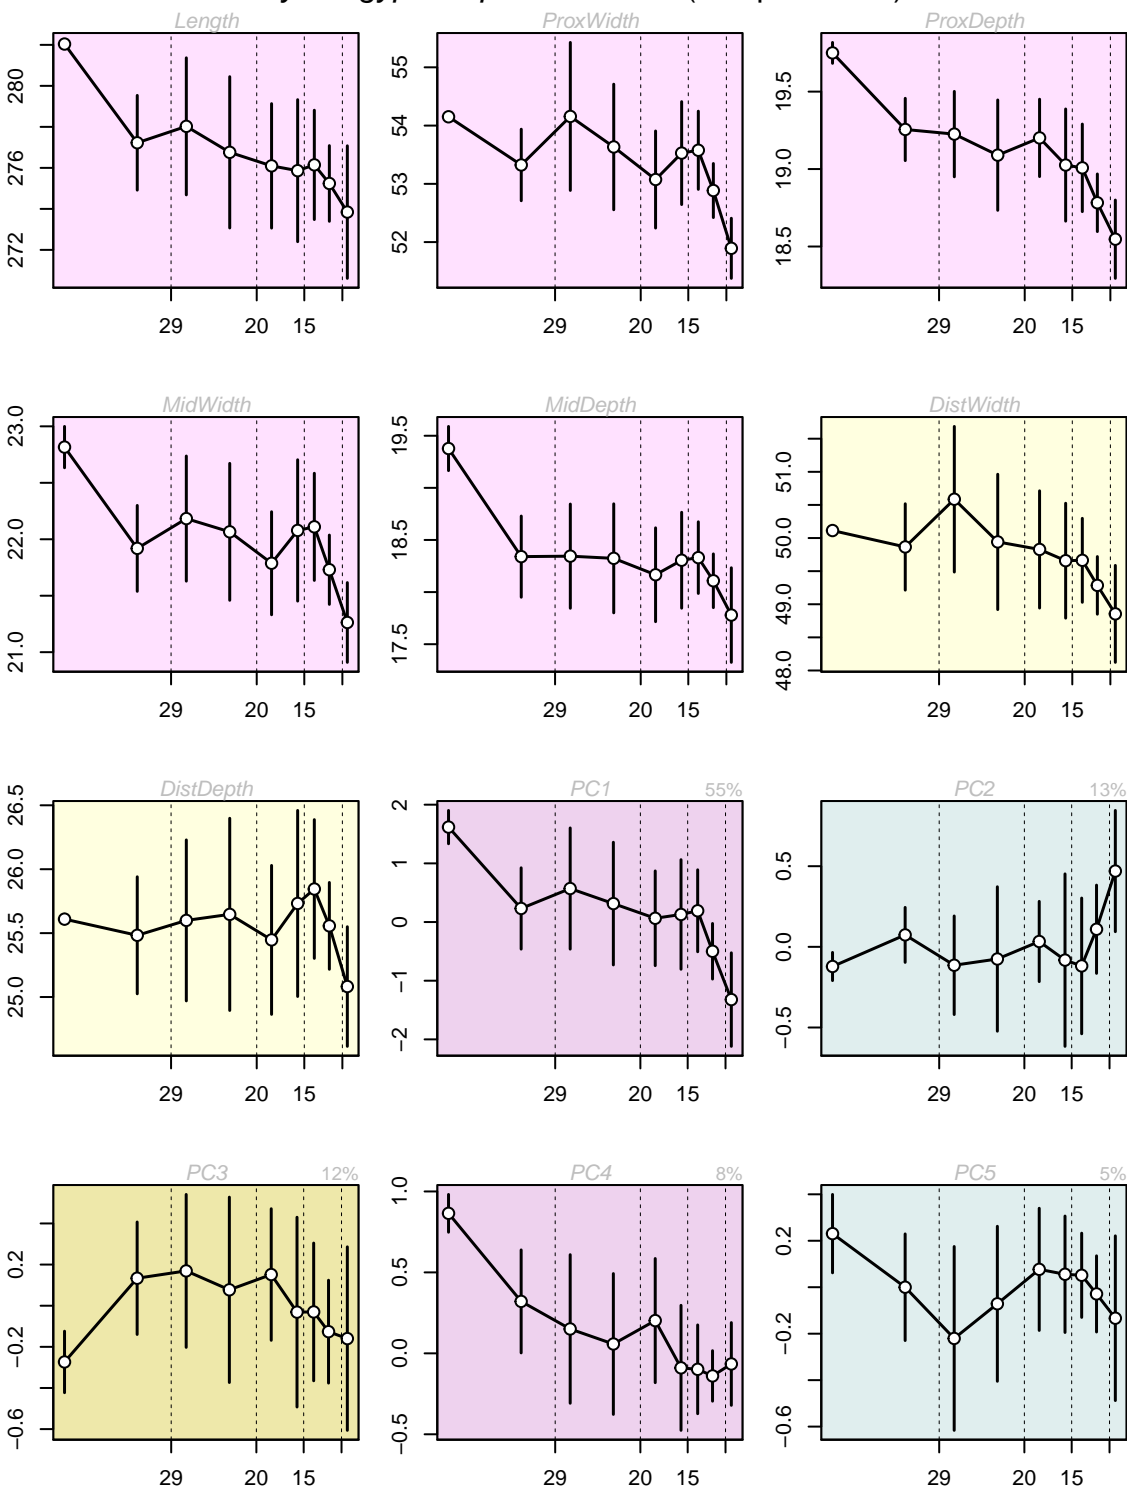 Length
280
276
272
29 20 15
ProxWidth
55
54
53
52
29 20 15
ProxDepth
19.5
19.0
18.5
29 20 15
MidWidth
23.0
22.0
21.0
29 20 15
MidDepth
19.5
18.5
17.5
29 20 15
DistWidth
51.0
50.0
49.0
48.0
29 20 15
DistDepth
26.5
26.0
25.5
25.0
29 20 15
PC1 55%
2
1
0
−1
−2
29 20 15
PC2 13%
0.5
0.0
−0.5
29 20 15
PC3 12%
0.2
−0.2
−0.6
29 20 15
PC4 8%
1.0
0.5
0.0
−0.5
29 20 15
PC5 5%
0.2
−0.2
−0.6
29 20 15